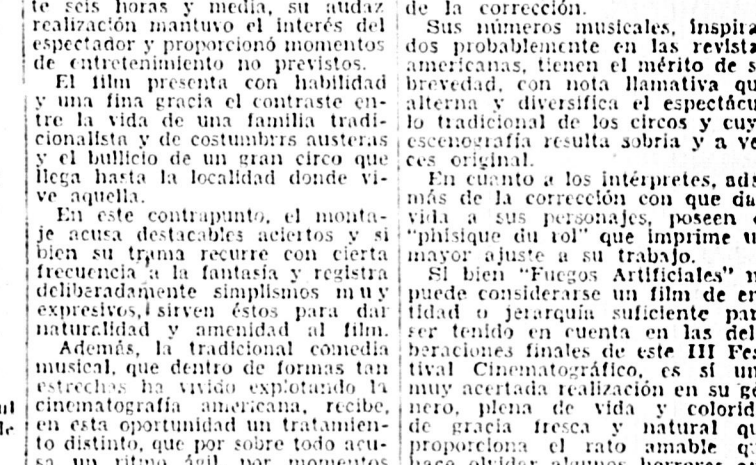 te seis horas y media, su audaz
realización mantuvo el interés del
espectador y proporcionó momentos
de entretenimiento no previstos.
El film presenta con habilidad
y una fina gracia el contraste en-
tre la vida de una familia tradi-
cionalista y de costumbrrs austeras
y el bullicio de un gran circo que
llega hasta la localidad donde vi-
ve aquella.
En este contrapunto, el monta-
je acusa destacables aciertos y si
bien su trama recurre con cierta
frecuencia a la fantasía y registra
deliberadamente simplismos muy
expresivos, sirven éstos para dar
naturalidad y amenidad al film.
Además, la tradicional comedia
musical, que dentro de formas tan
estrechas ha vivido explotando la
cinematografía americana, recibe,
en esta oportunidad un tratamien-
to distinto, que por sobre todo acu-
sa un ritmo ágil por momentos
de la corrección.
Sus números musicales, inspira
dos probablemente en las revista
americanas, tienen el mérito de s
brevedad, con nota llamativa qu
alterna y diversifica el espectácu
lo tradicional de los circos y cuy
escenografía resulta sobria y a ve
ces original.
En cuanto a los intérpretes, ade
más de la corrección con que da
vida a sus personajes, poseen e
"phisique du rol" que imprime u
mayor ajuste a su trabajo.
Si bien "Fuegos Artificiales" n
puede considerarse un film de en
tidad o jerarquía suficiente par
ser tenido en cuenta en las del
beraciones finales de este III Fes
tival Cinematográfico, es sí un
muy acertada realización en su gé
nero, plena de vida y colorid
de gracia fresca y natural qu
proporciona el rato amable q
hace olvidar algunos